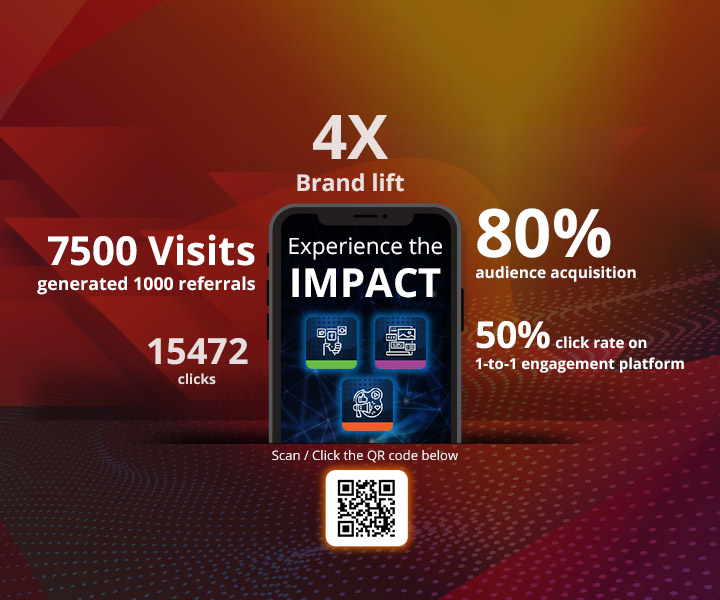 4X
Brand lift
7500 Visits
generated 1000 referrals
15472
clicks
Experience the
IMPACT
80%
audience acquisition
50% click rate on
1-to-1 engagement platform
Scan / Click the QR code below